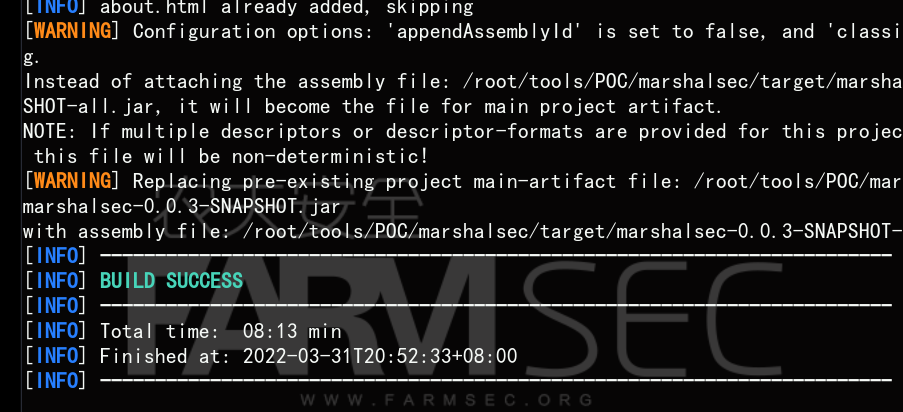 [INFO] about.html already added, skipping
[WARNING] Configuration options: 'appendAssemblyId' is set to false, and 'classi
g.
Instead of attaching the assembly file: /root/tools/POC/marshalsec/target/marsha
SHOT-all.jar, it will become the file for main project artifact.
NOTE: If multiple descriptors or descriptor-formats are provided for this projec
this file will be non-deterministic!
[WARNING] Replacing pre-existing project main-artifact file: /root/tools/POC/mar
marshalsec-0.0.3-SNAPSHOT.jar
with assembly file: /root/tools/POC/marshalsec/target/marshalsec-0.0.3-SNAPSHOT-
[INFO] ------------------------------------------------------------------------
[INFO] BUILD SUCCESS
[INFO] ------------------------------------------------------------------------
[INFO] Total time:  08:13 min
[INFO] Finished at: 2022-03-31T20:52:33+08:00
[INFO] ------------------------------------------------------------------------
农夫安全
FARMSEC
WWW.FARMSEC.ORG